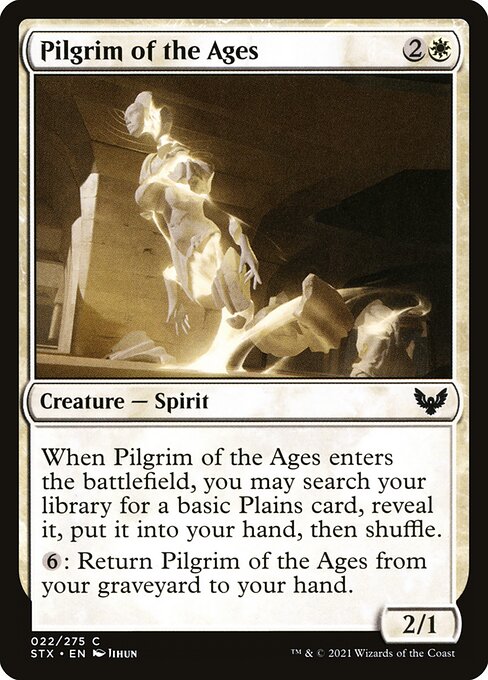 Pilgrim of the Ages 2
Creature — Spirit
When Pilgrim of the Ages enters
the battlefield, you may search your
library for a basic Plains card, reveal
it, put it into your hand, then shuffle.
6: Return Pilgrim of the Ages from
your graveyard to your hand.
2/1
022/275 C
STX • EN LIHUN
™ & © 2021 Wizards of the Coast